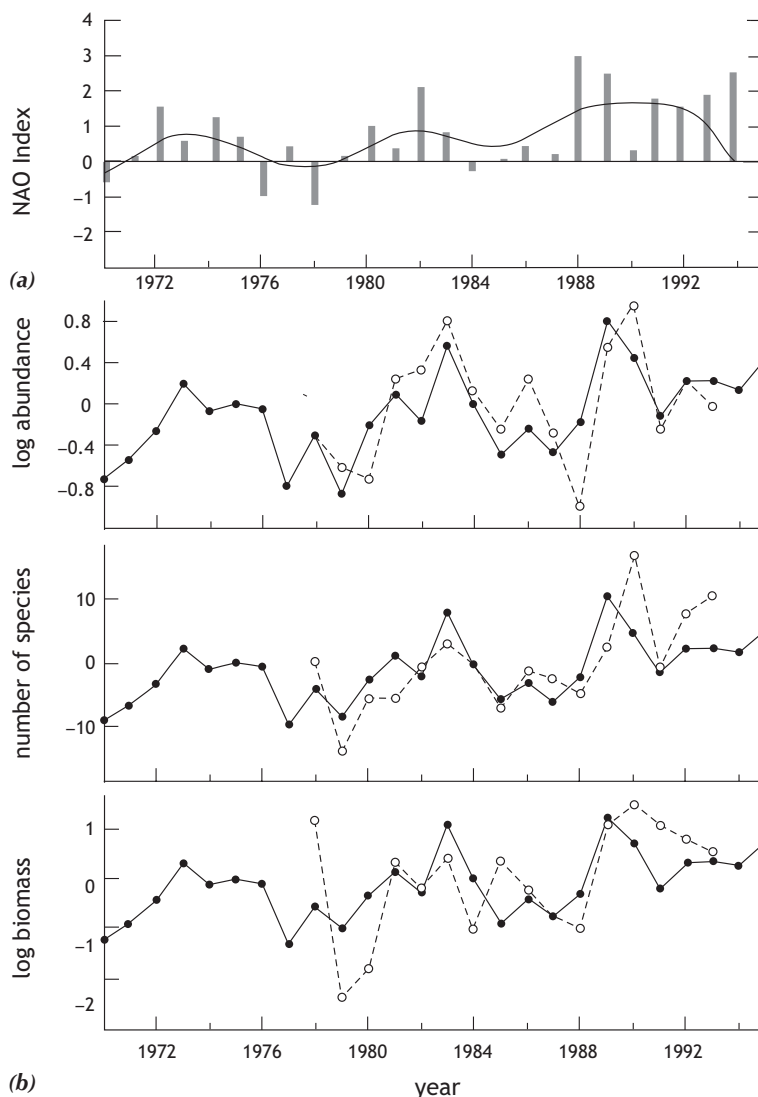 4
3
2
1
0
−1
−2
NAO Index
1972 1976 1980 1984 1988 1992
(a)
0.8
0.4
0
−0.4
−0.8
log abundance
10
0
−10
number of species
1
0
−1
−2
log biomass
1972 1976 1980 1984 1988 1992
(b)
year